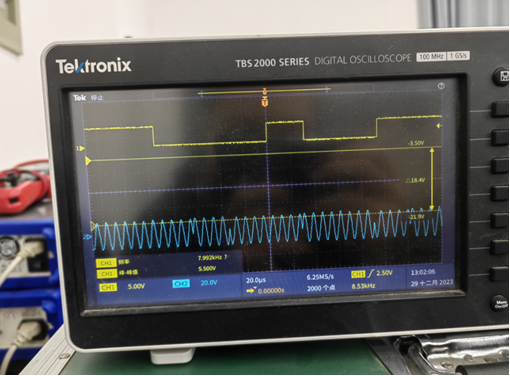 Tektronix TBS 2000 SERIES DIGITAL OSCILLOSCOPE 100 MHz 1 GS/s
Tek 停止
-3.50V
△18.4V
-21.9V
CH1 频率 7.992kHz ?
CH1 峰-峰值 5.500V
CH1 5.00V CH2 20.0V
20.0μs 6.25MS/s CH1 2.50V
0.00000s 2000 个点 8.53kHz
13:02:05
29 十二月 2023